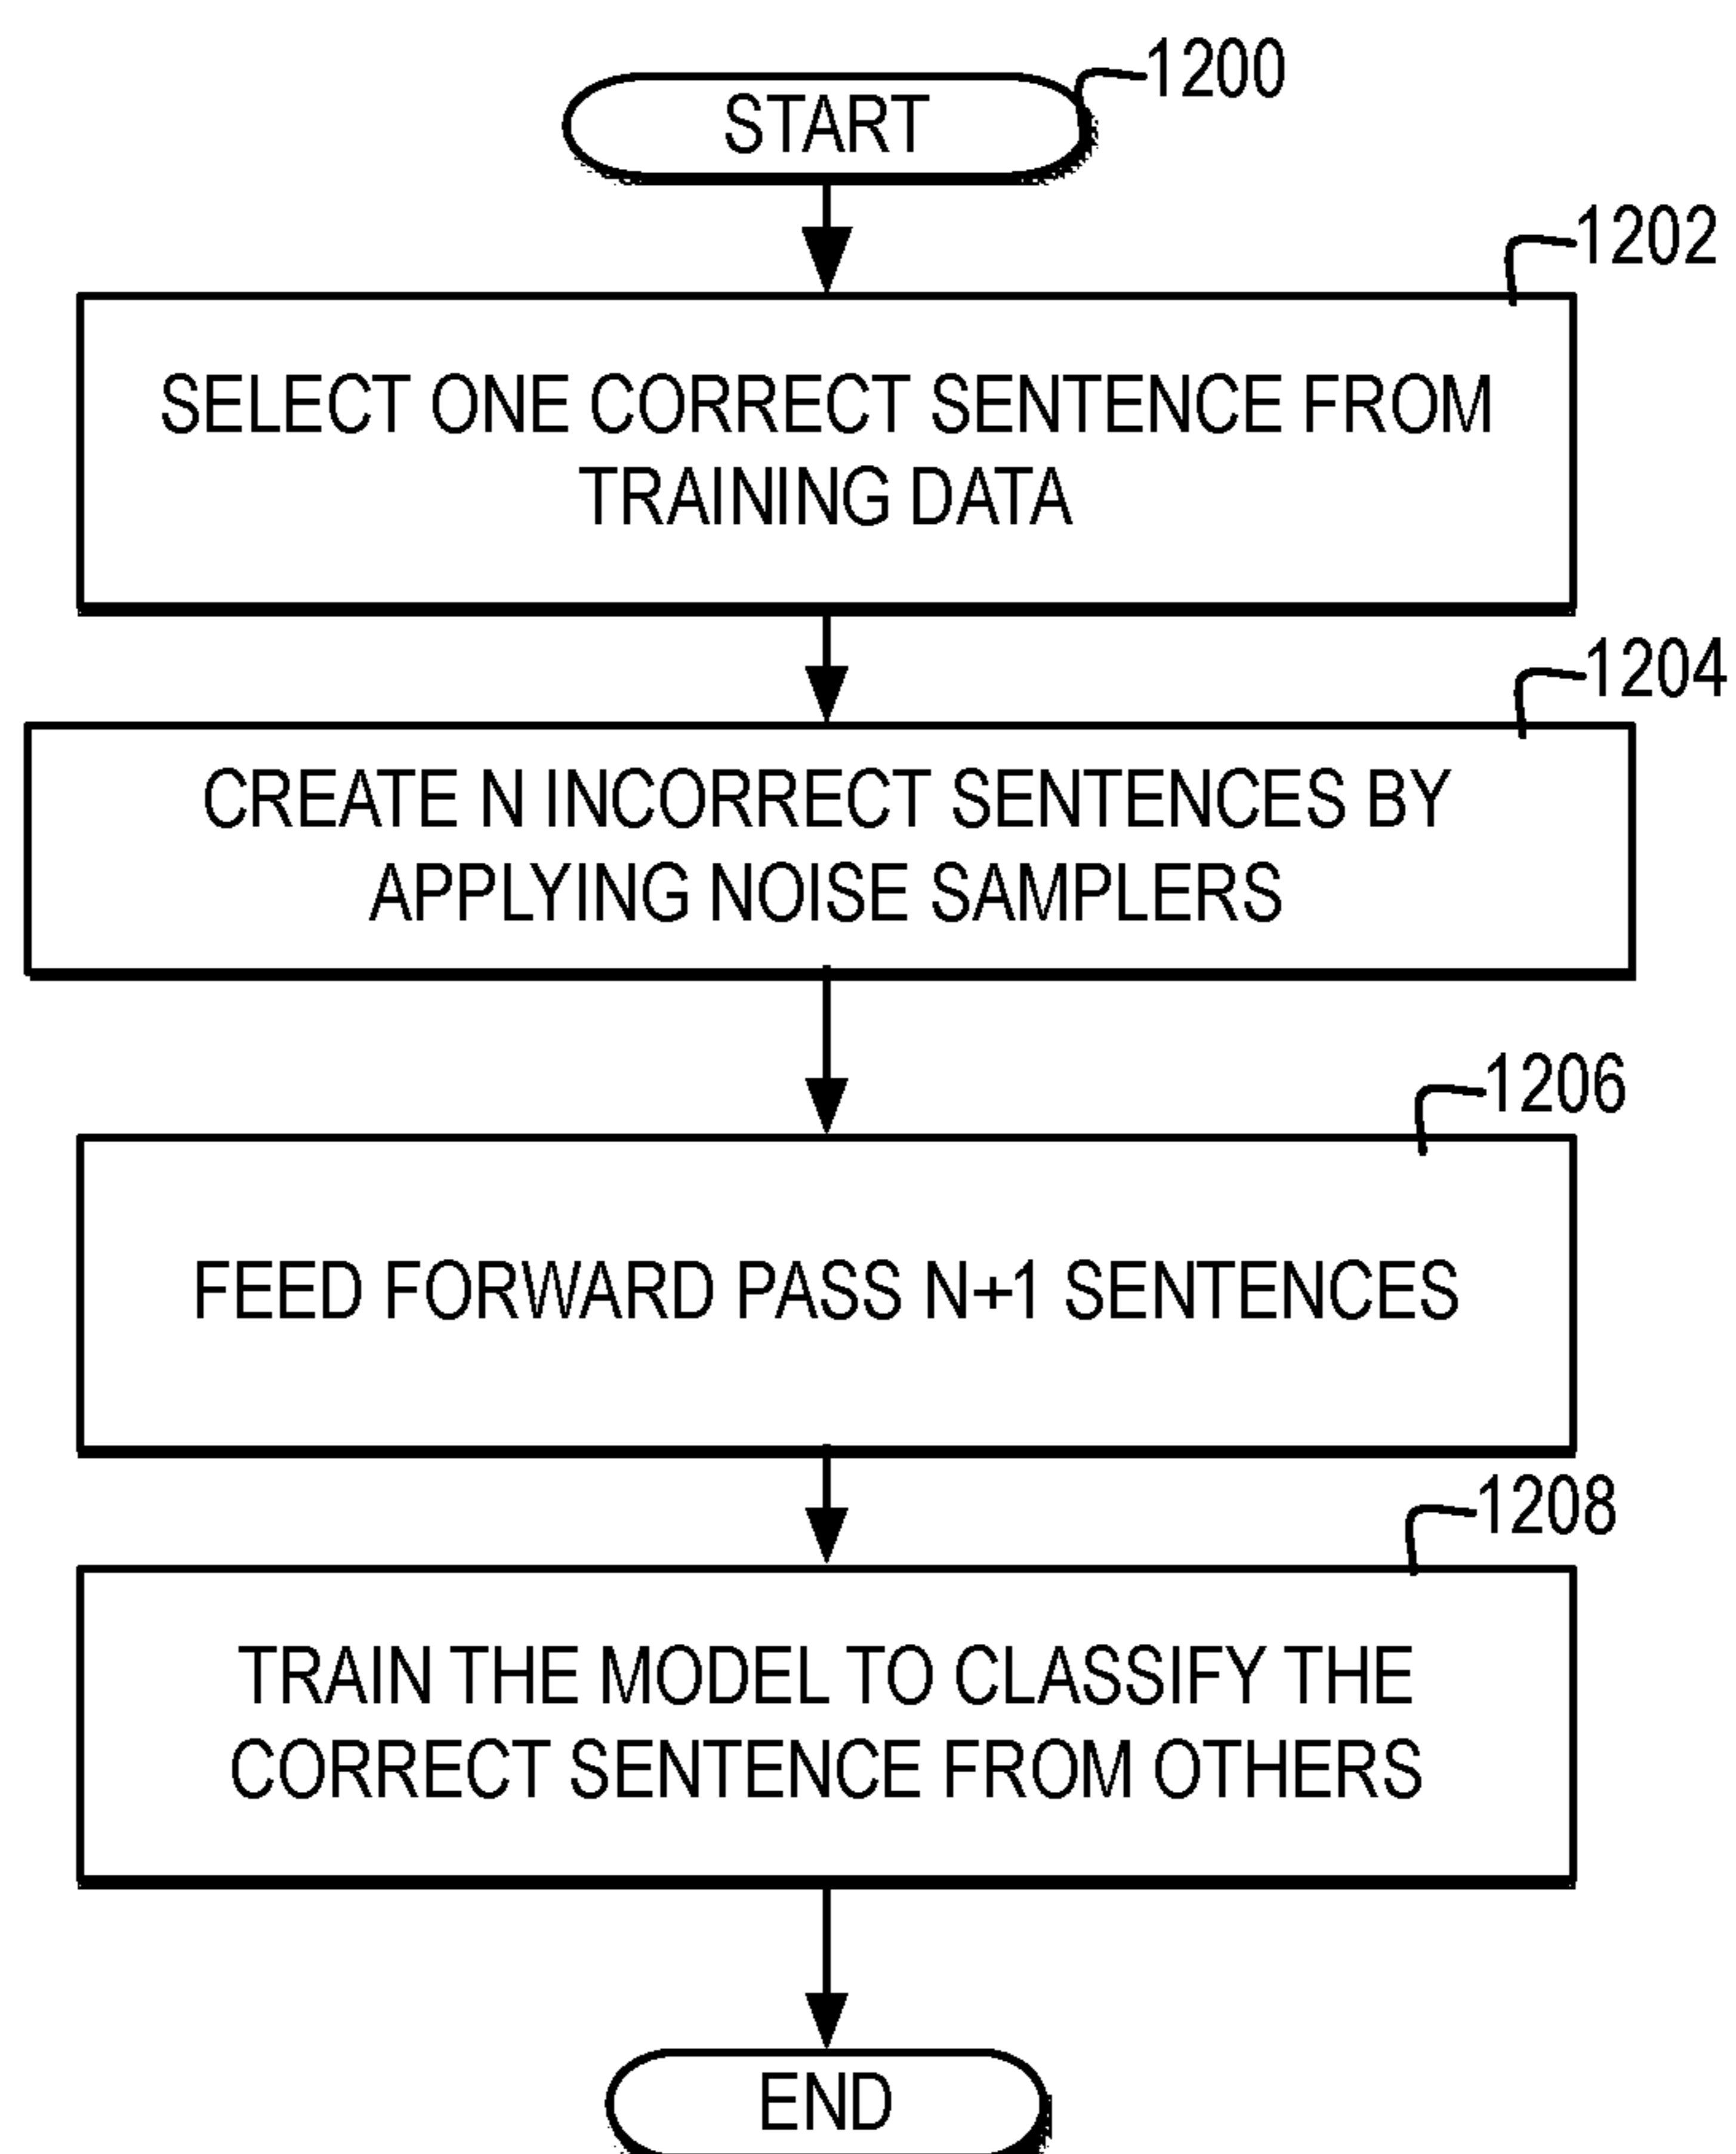 START
1200
1202
SELECT ONE CORRECT SENTENCE FROM
TRAINING DATA
1204
CREATE N INCORRECT SENTENCES BY
APPLYING NOISE SAMPLERS
1206
FEED FORWARD PASS N+1 SENTENCES
1208
TRAIN THE MODEL TO CLASSIFY THE
CORRECT SENTENCE FROM OTHERS
END